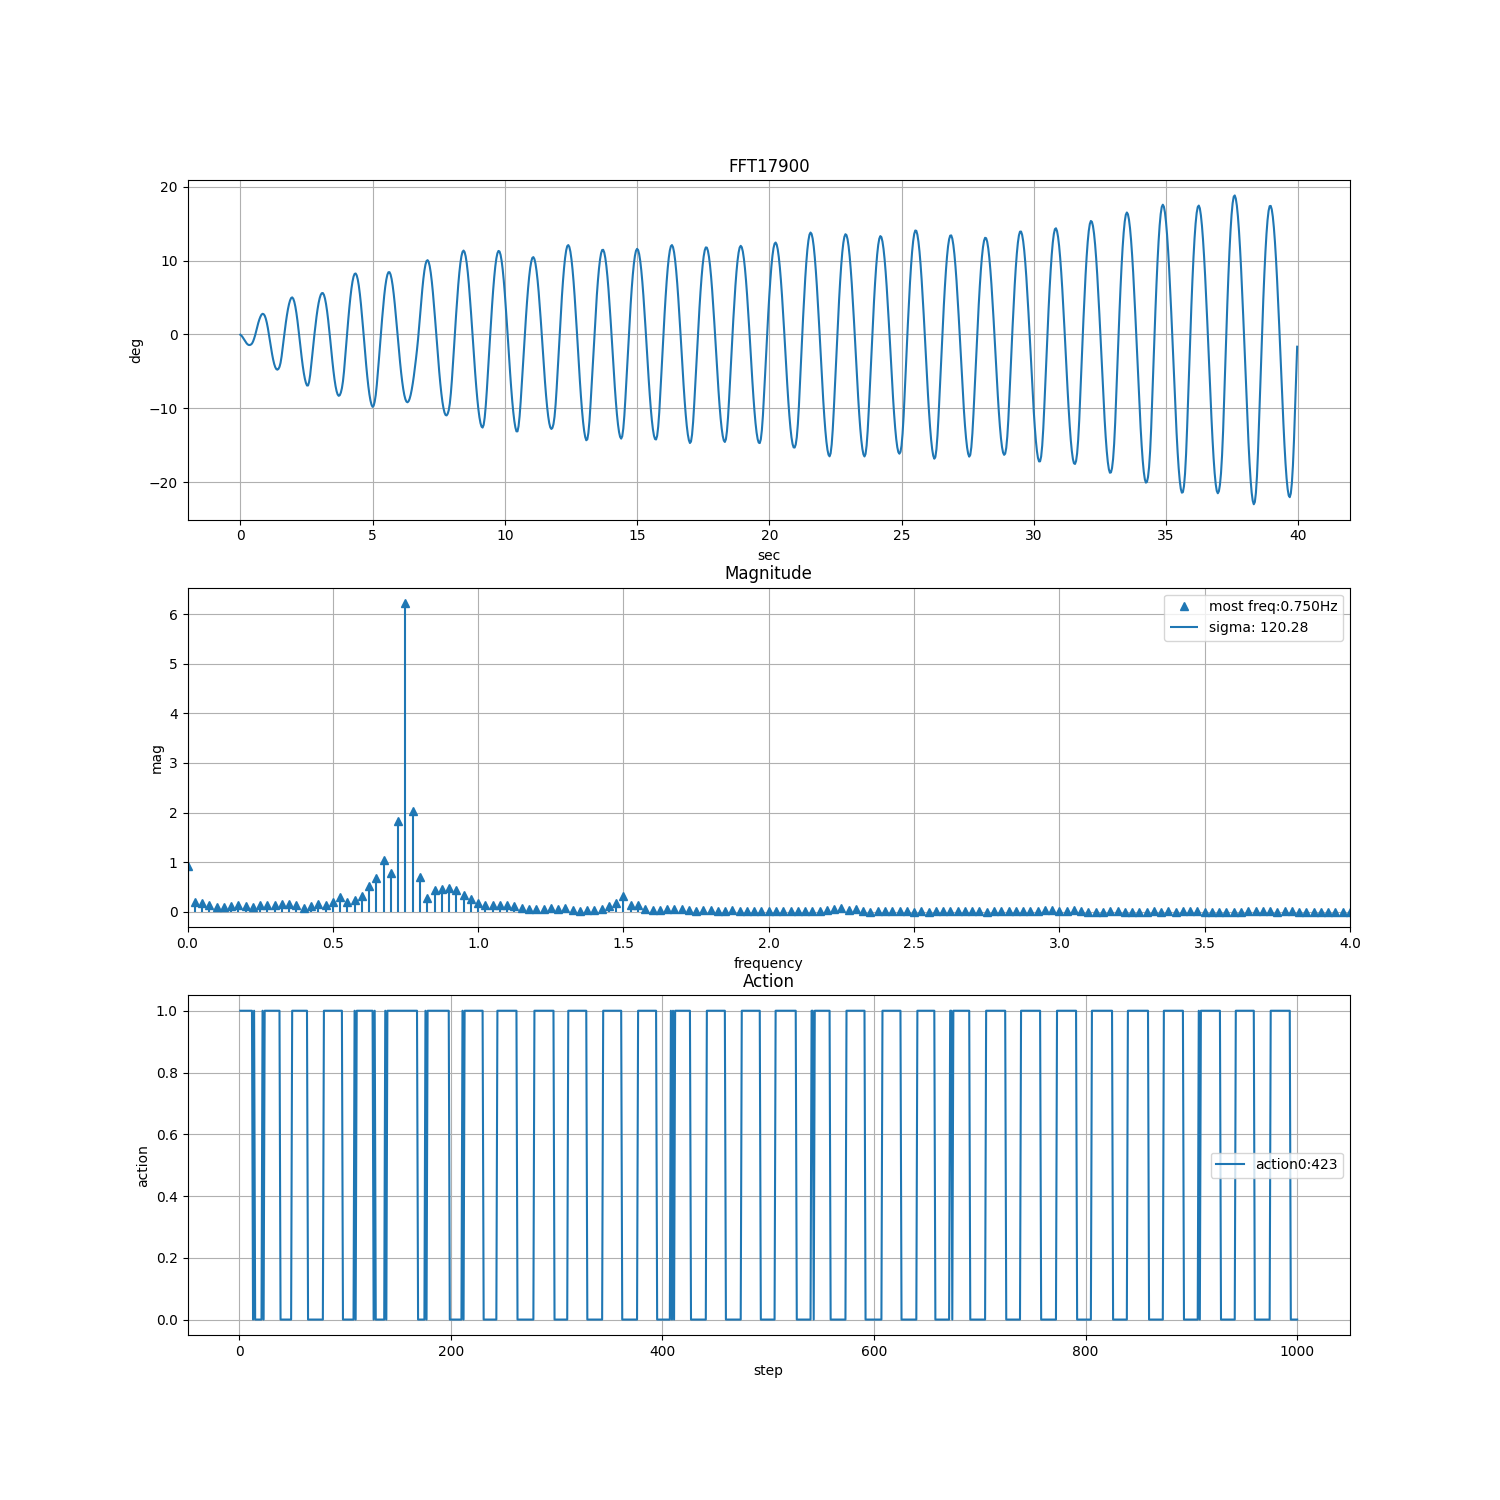 FFT17900
20
10
0
−10
−20
deg
0 5 10 15 20 25 30 35 40
sec
Magnitude
most freq:0.750Hz
sigma: 120.28
6
5
4
3
2
1
0
mag
0.0 0.5 1.0 1.5 2.0 2.5 3.0 3.5 4.0
frequency
Action
1.0
0.8
0.6
0.4
0.2
0.0
action
action0:423
0 200 400 600 800 1000
step